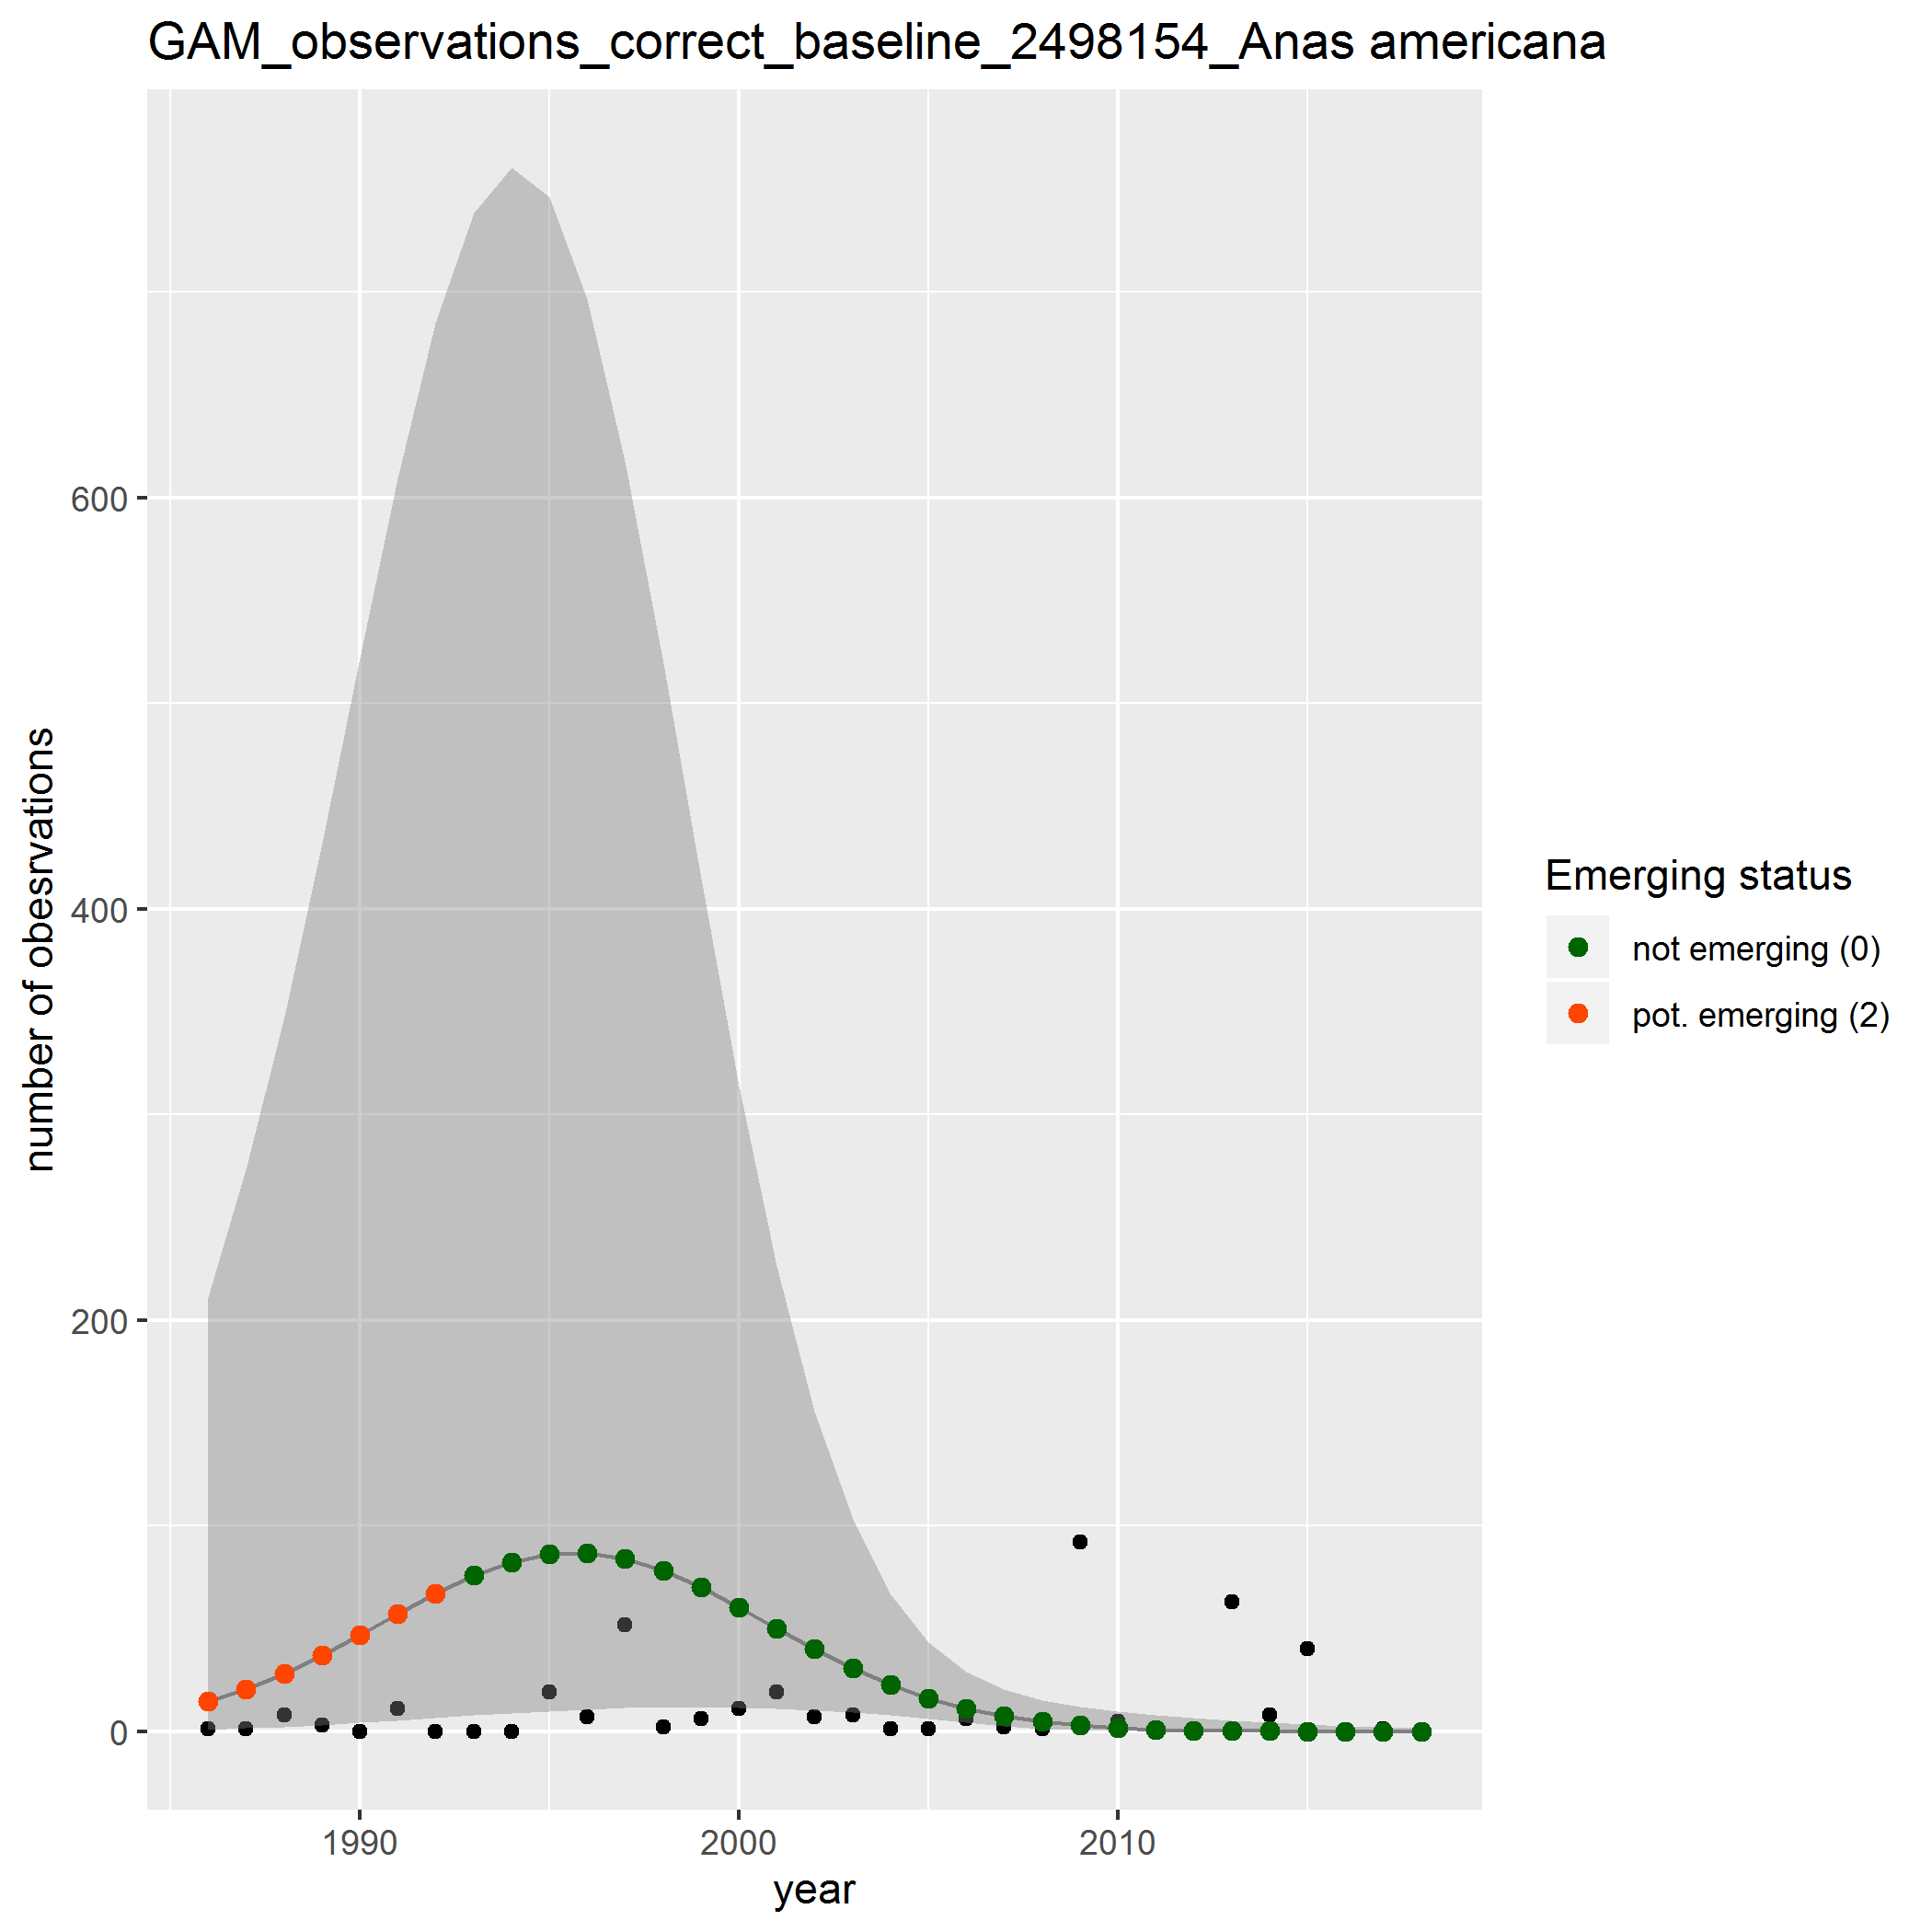 GAM_observations_correct_baseline_2498154_Anas americana
number of obesrvations
600
400
200
0
1990
2000
2010
year
Emerging status
not emerging (0)
pot. emerging (2)